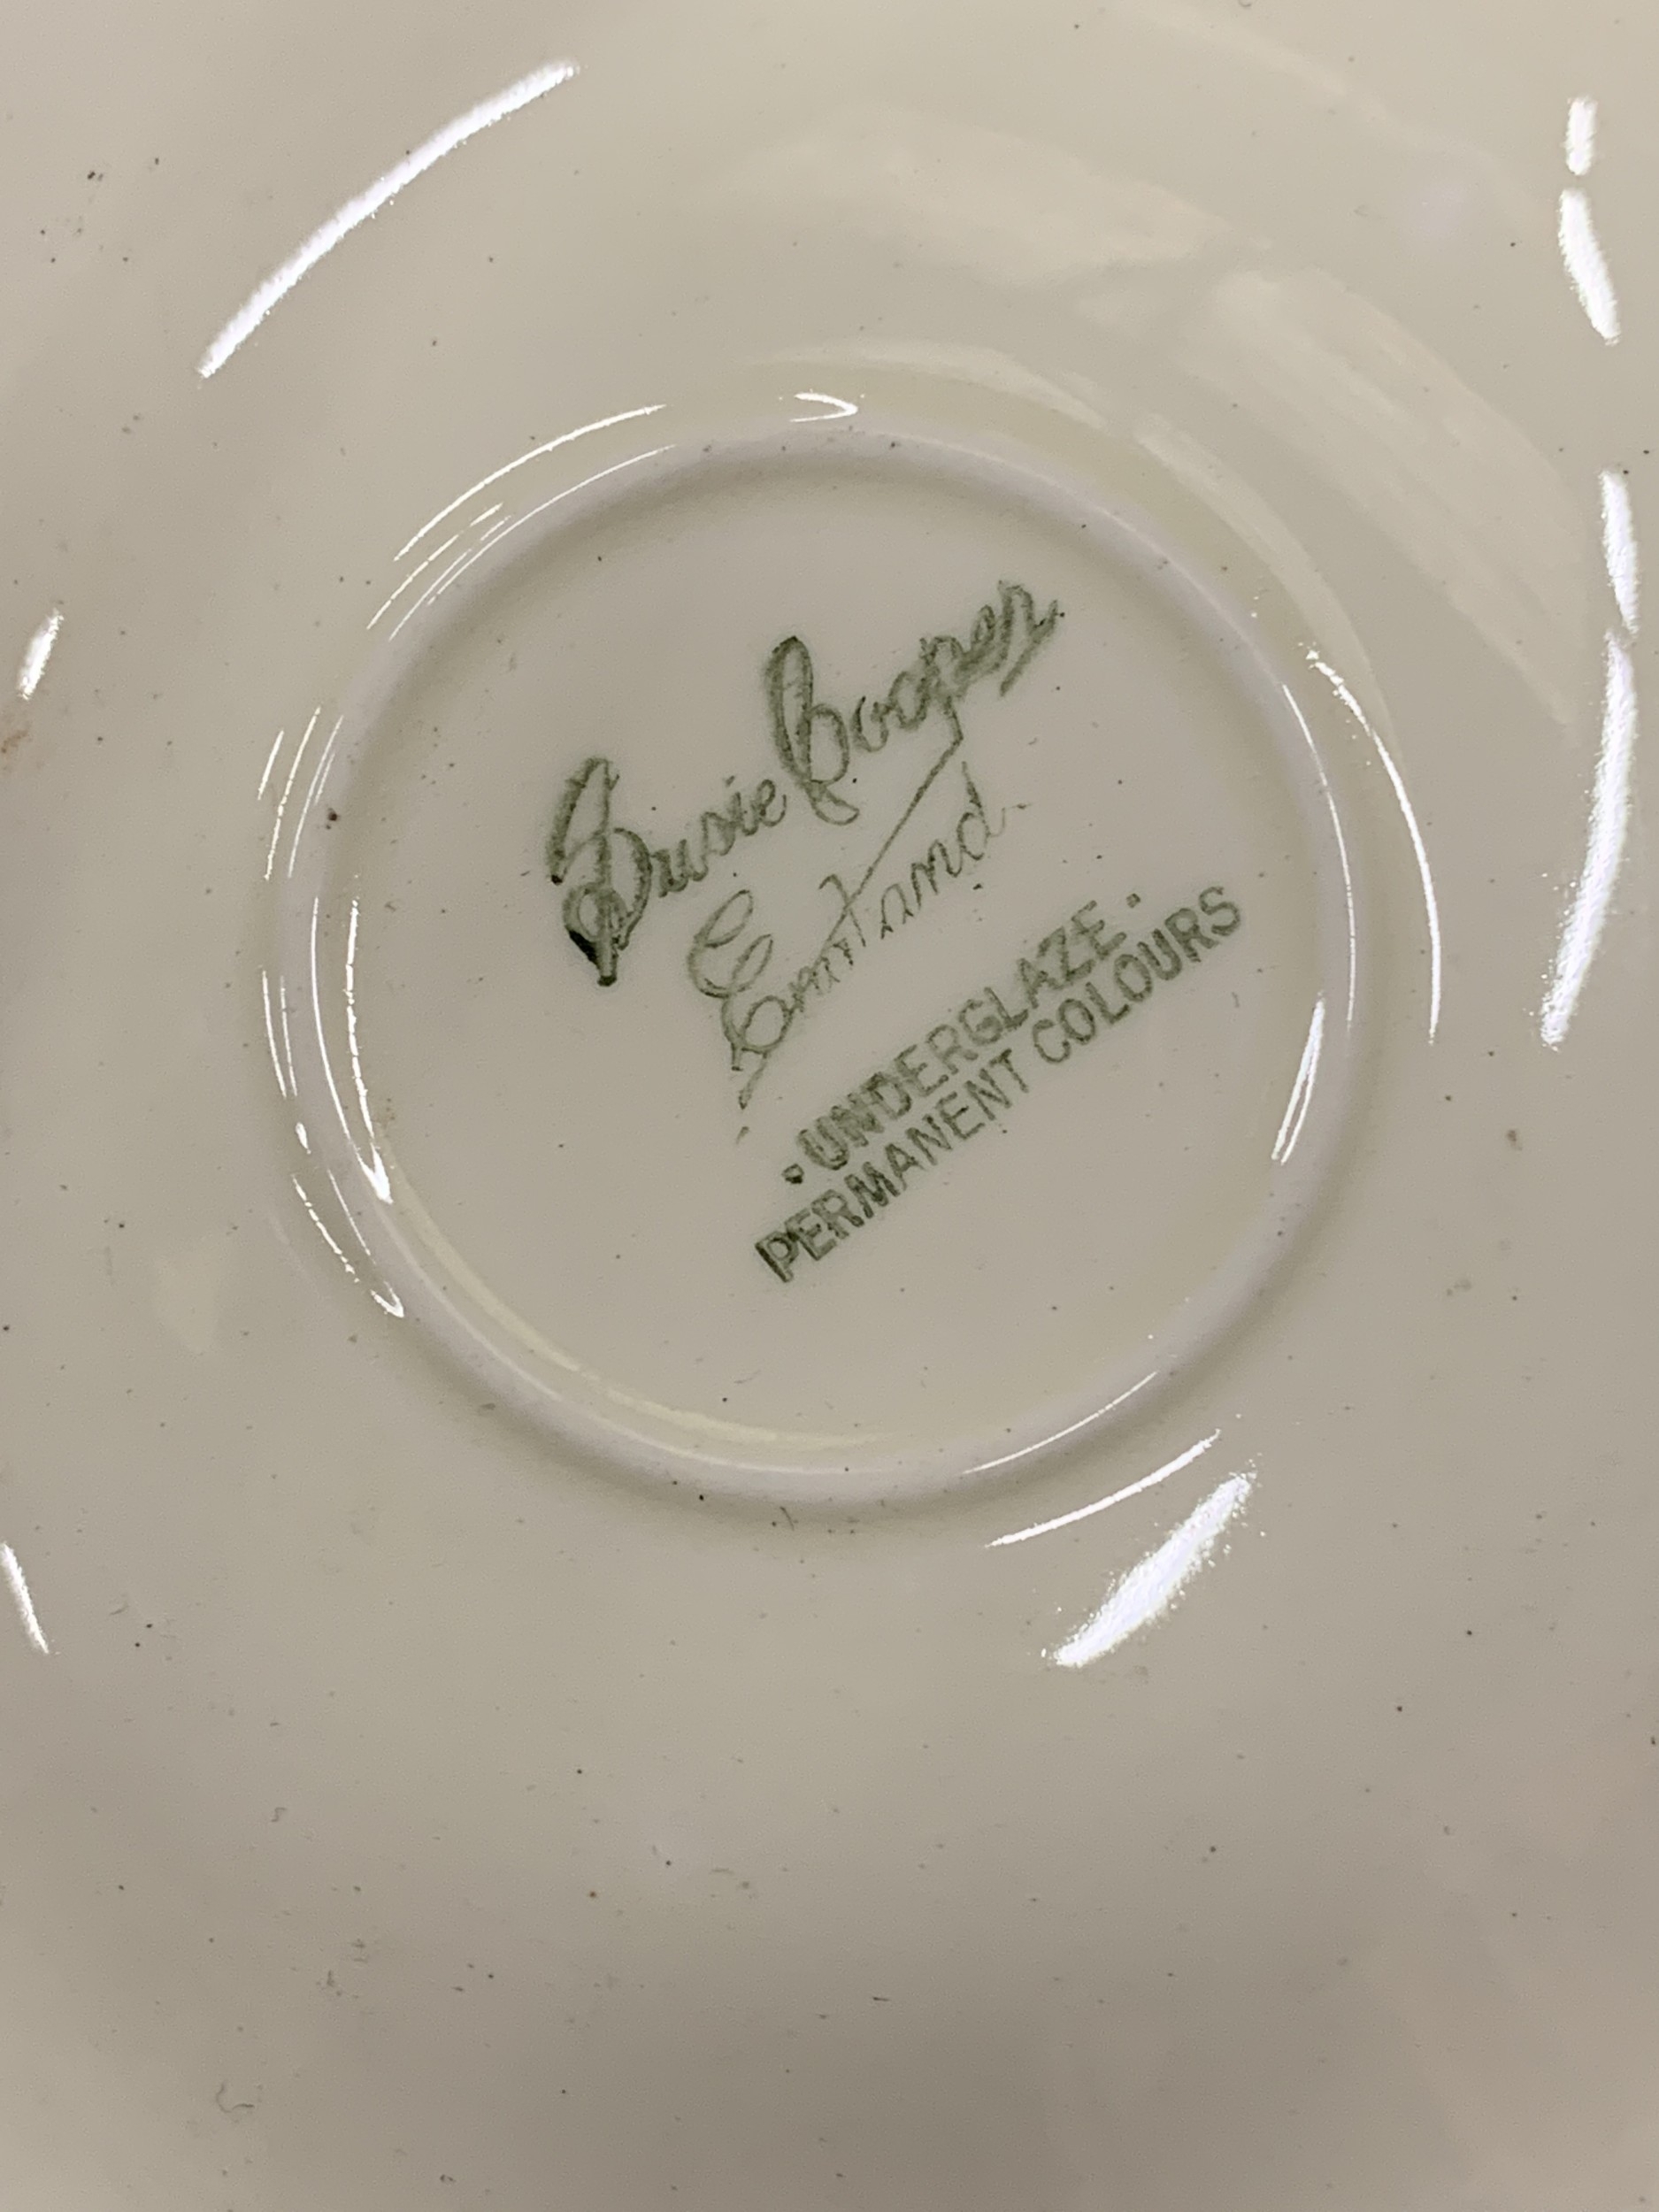 Susie Cooper
England
·UNDERGLAZE·
PERMANENT COLOURS